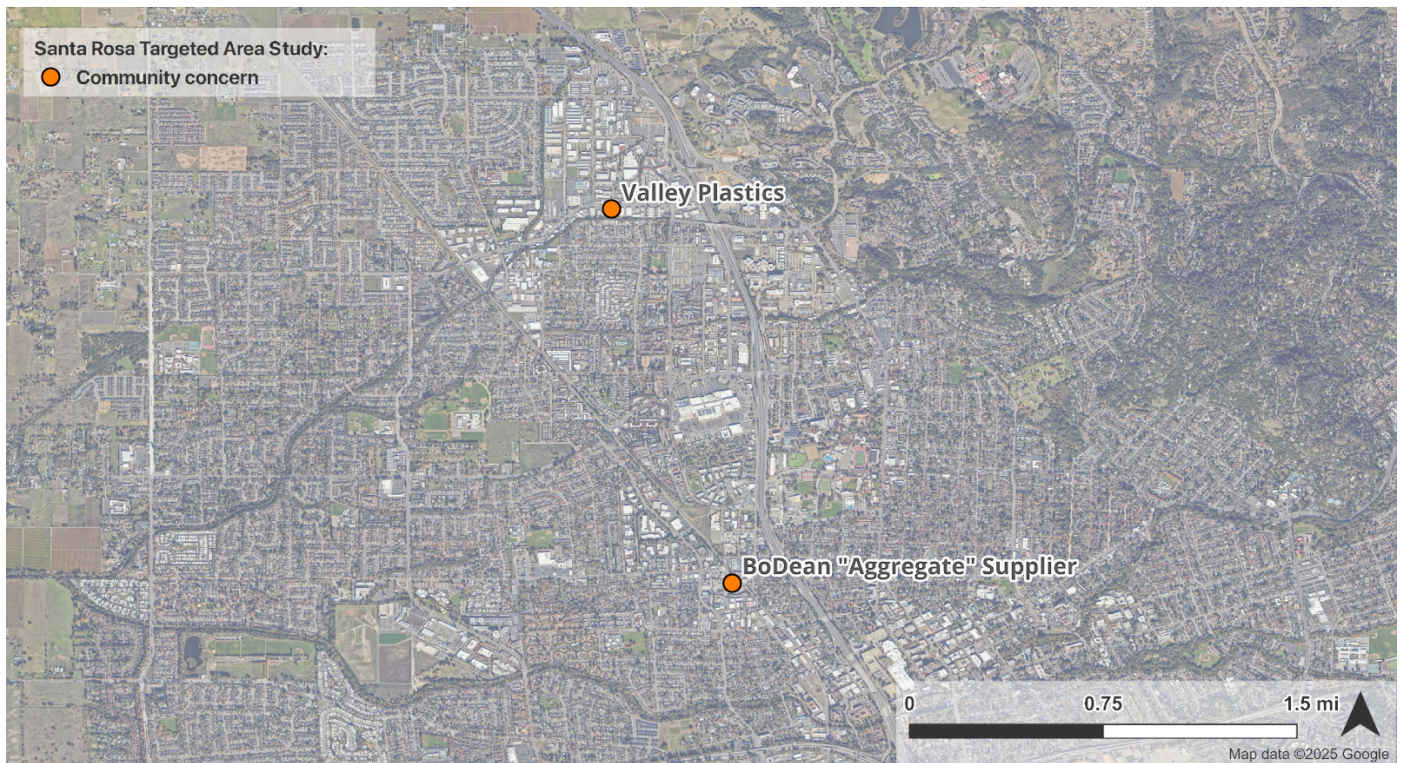 Santa Rosa Targeted Area Study:
Community concern
Valley Plastics
BoDean "Aggregate" Supplier
0 0.75 1.5 mi
Map data ©2025 Google